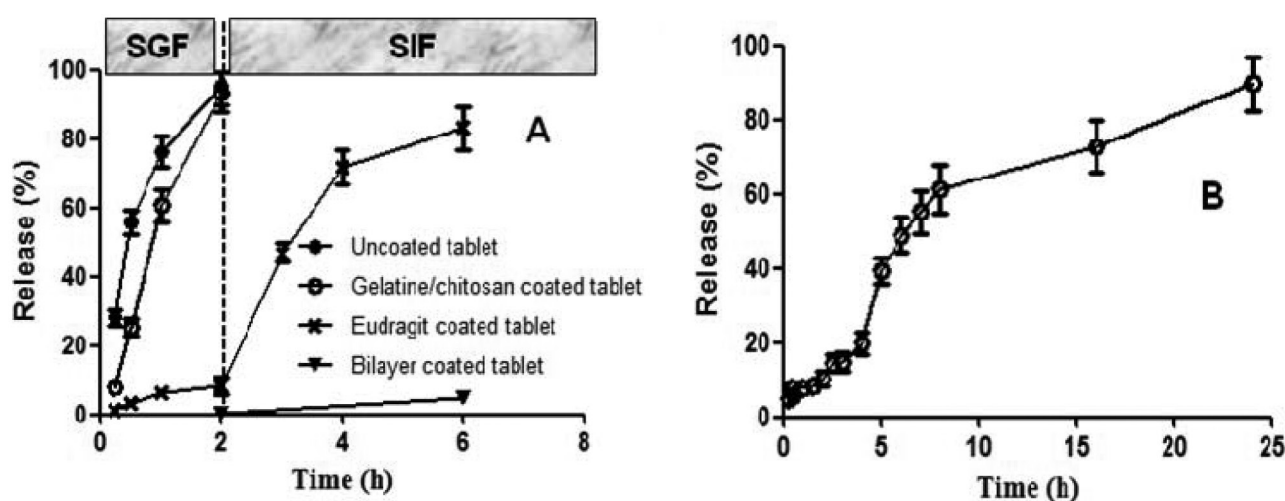 SGF SIF
100
80
60
40
20
0
Release (%)
A
Uncoated tablet
Gelatine/chitosan coated tablet
Eudragit coated tablet
Bilayer coated tablet
0 2 4 6 8
Time (h)
100
80
60
40
20
0
Release (%)
B
0 5 10 15 20 25
Time (h)